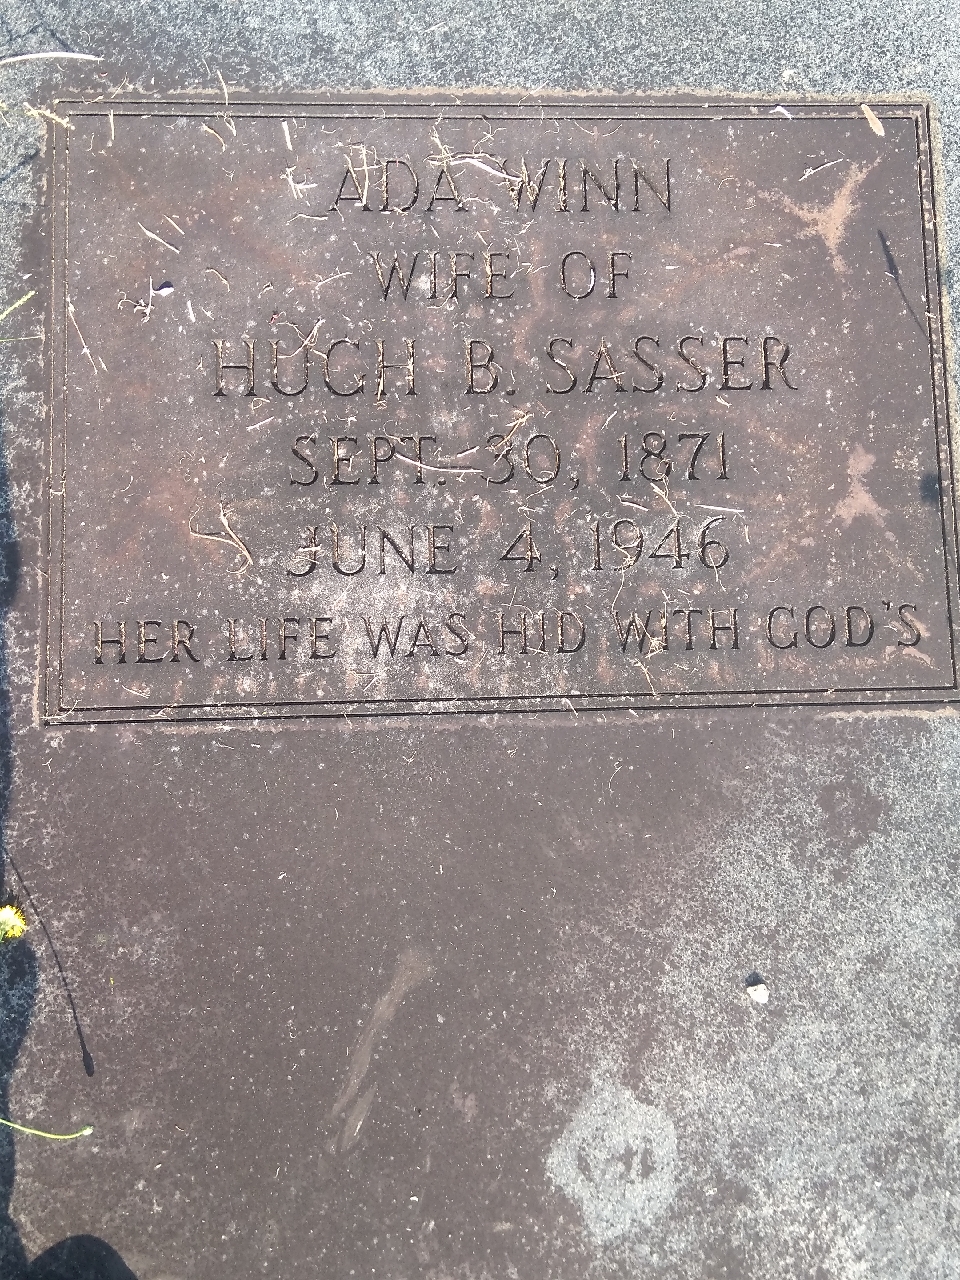 ADA WINN
WIFE OF
HUGH B. SASSER
SEPT. 30, 1871
JUNE 4, 1946
HER LIFE WAS HID WITH GOD'S